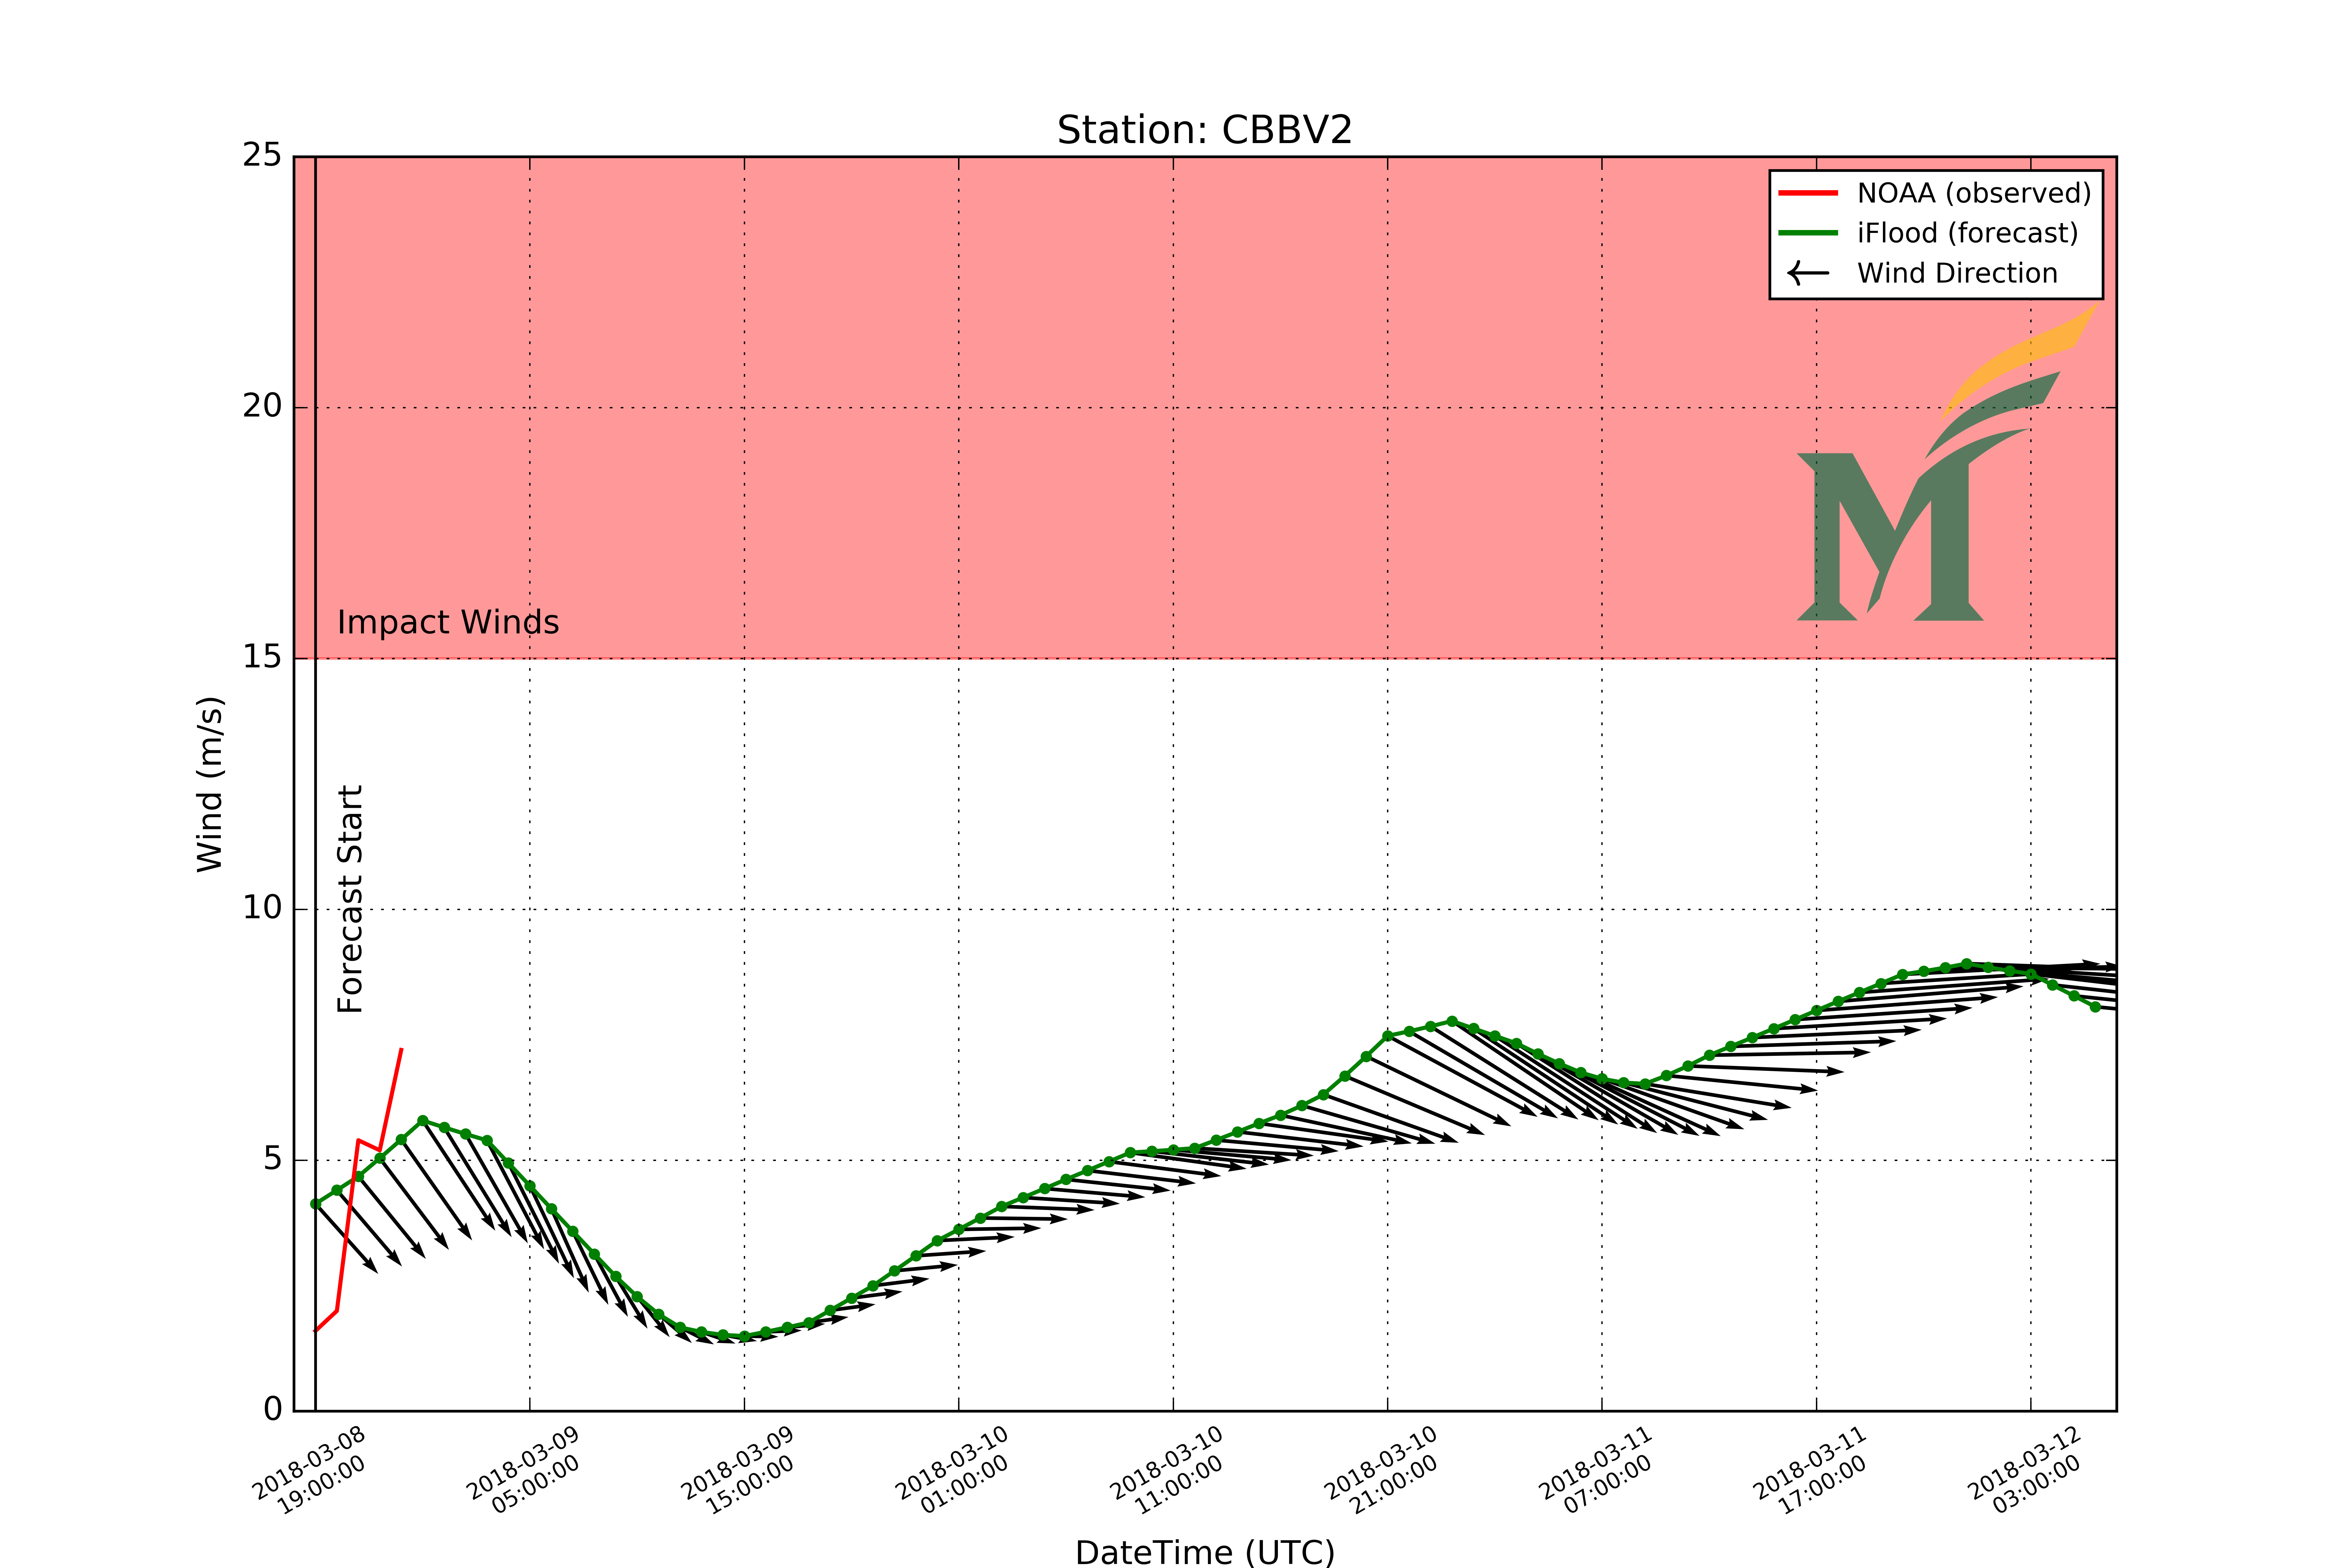 Station: CBBV2
25
20
15
10
5
0
Wind (m/s)
NOAA (observed)
iFlood (forecast)
Wind Direction
M
Impact Winds
Forecast Start
2018-03-08
19:00:00
2018-03-09
05:00:00
2018-03-09
15:00:00
2018-03-10
01:00:00
2018-03-10
11:00:00
2018-03-10
21:00:00
2018-03-11
07:00:00
2018-03-11
17:00:00
2018-03-12
03:00:00
DateTime (UTC)